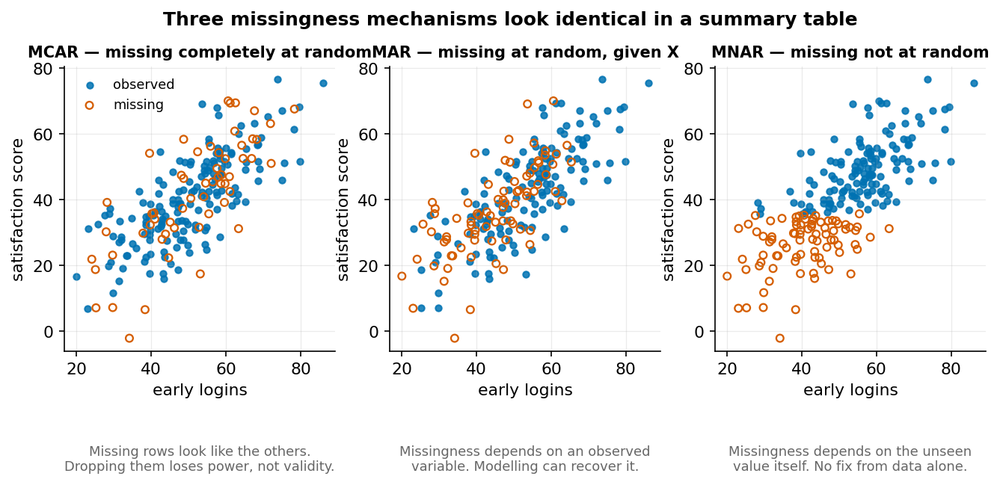 Three missingness mechanisms look identical in a summary table
MCAR — missing completely at random
MAR — missing at random, given X
MNAR — missing not at random
observed
missing
satisfaction score
80
60
40
20
0
20 40 60 80
early logins
satisfaction score
80
60
40
20
0
20 40 60 80
early logins
satisfaction score
80
60
40
20
0
20 40 60 80
early logins
Missing rows look like the others.
Dropping them loses power, not validity.
Missingness depends on an observed
variable. Modelling can recover it.
Missingness depends on the unseen
value itself. No fix from data alone.